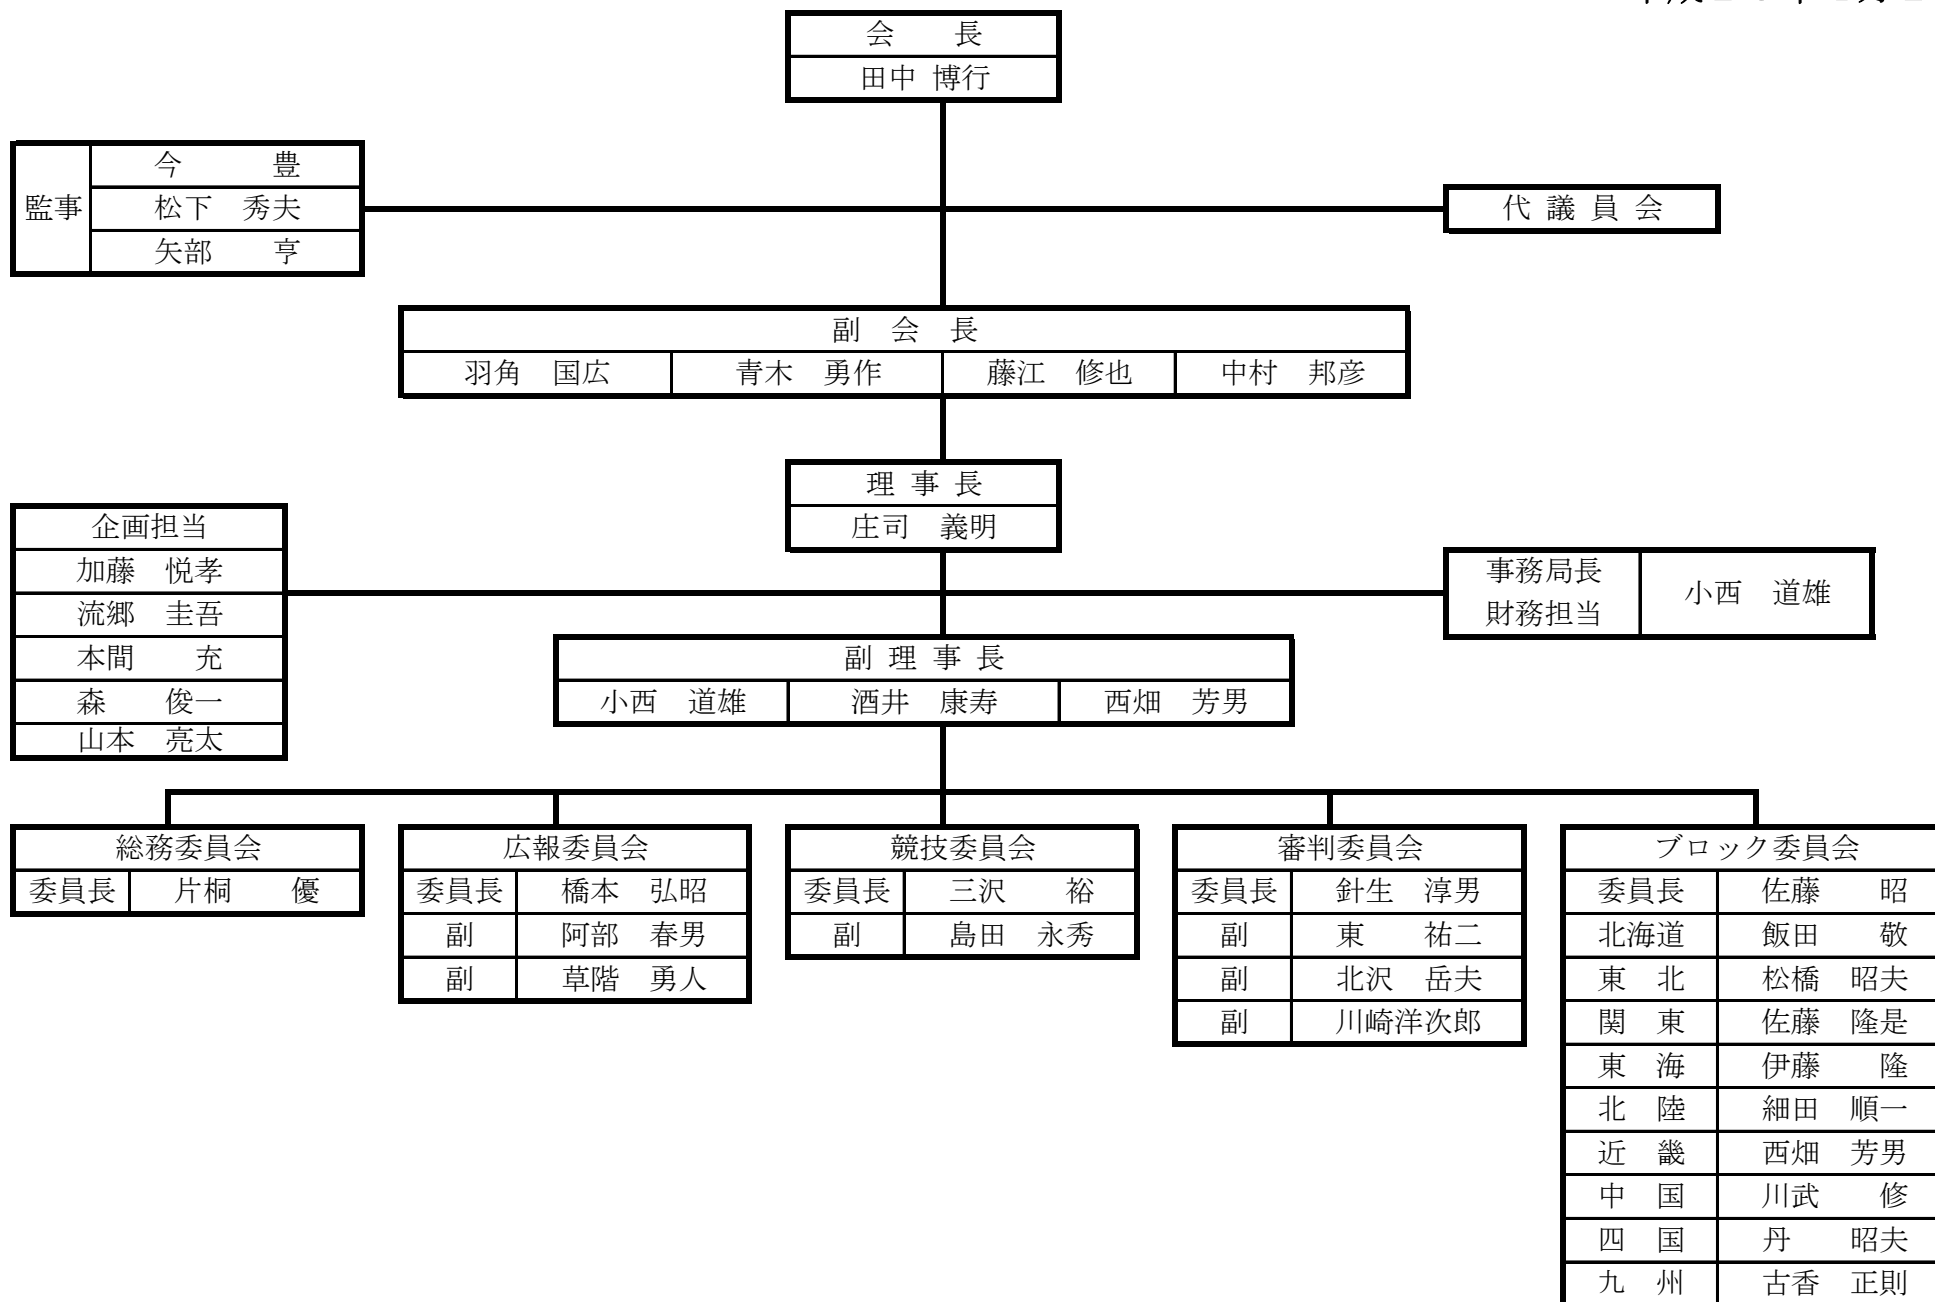 会　長
田中 博行
監事
今　豊
松下 秀夫
矢部 亨
代議員会
副会長
羽角 国広 青木 勇作 藤江 修也 中村 邦彦
理事長
庄司 義明
企画担当
加藤 悦孝
流郷 圭吾
本間 充
森 俊一
山本 亮太
事務局長
財務担当
小西 道雄
副理事長
小西 道雄 酒井 康寿 西畑 芳男
総務委員会
委員長 片桐 優
広報委員会
委員長 橋本 弘昭
副 阿部 春男
副 草階 勇人
競技委員会
委員長 三沢 裕
副 島田 永秀
審判委員会
委員長 針生 淳男
副 東 祐二
副 北沢 岳夫
副 川崎洋次郎
ブロック委員会
委員長 佐藤 昭
北海道 飯田 敬
東北 松橋 昭夫
関東 佐藤 隆是
東海 伊藤 隆
北陸 細田 順一
近畿 西畑 芳男
中国 川武 修
四国 丹 昭夫
九州 古香 正則